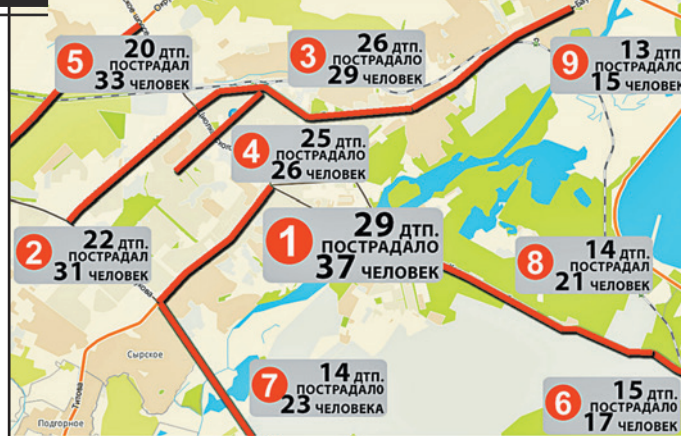 5
20 ДТП.
ПОСТРАДАЛ
33 ЧЕЛОВЕК
3
26 ДТП.
ПОСТРАДАЛО
29 ЧЕЛОВЕК
9
13 ДТП
ПОСТРАДАЛО
15 ЧЕЛОВЕК
4
25 ДТП.
ПОСТРАДАЛО
26 ЧЕЛОВЕК
2
22 ДТП.
ПОСТРАДАЛ
31 ЧЕЛОВЕК
1
29 ДТП.
ПОСТРАДАЛО
37 ЧЕЛОВЕК
8
14 ДТП.
ПОСТРАДАЛ
21 ЧЕЛОВЕК
Сырское
7
14 ДТП.
ПОСТРАДАЛО
23 ЧЕЛОВЕКА
6
15 ДТП.
ПОСТРАДАЛО
17 ЧЕЛОВЕК
Титова
Подгорное